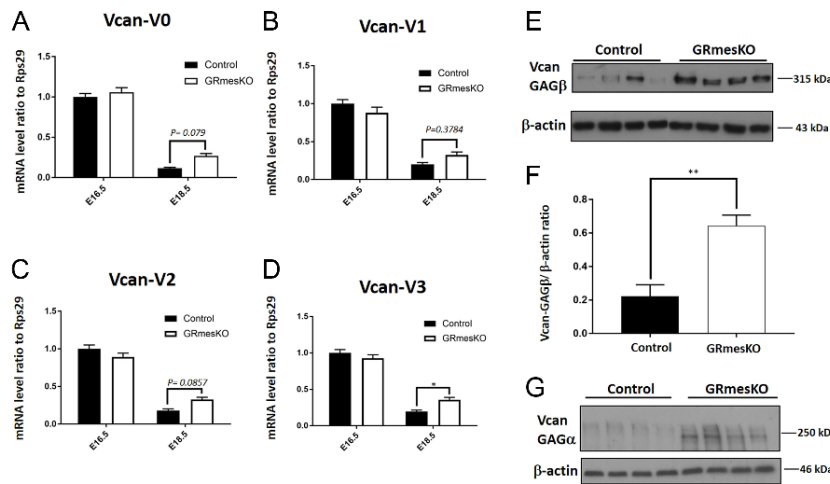 A
Vcan-V0
mRNA level ratio to Rps29
1.5
1.0
0.5
0.0
Control
GRmesKO
P= 0.079
E16.5
E18.5
B
Vcan-V1
mRNA level ratio to Rps29
1.5
1.0
0.5
0.0
Control
GRmesKO
P=0.3784
E16.5
E18.5
C
Vcan-V2
mRNA level ratio to Rps29
1.5
1.0
0.5
0.0
Control
GRmesKO
P= 0.0857
E16.5
E18.5
D
Vcan-V3
mRNA level ratio to Rps29
1.5
1.0
0.5
0.0
Control
GRmesKO
*
E16.5
E18.5
E
Control GRmesKO
Vcan
GAGβ
315 kDa
β-actin
43 kDa
F
Vcan-GAGβ/ β-actin ratio
0.8
0.6
0.4
0.2
0.0
**
Control GRmesKO
G
Control GRmesKO
Vcan
GAGα
250 kD
β-actin
46 kDa